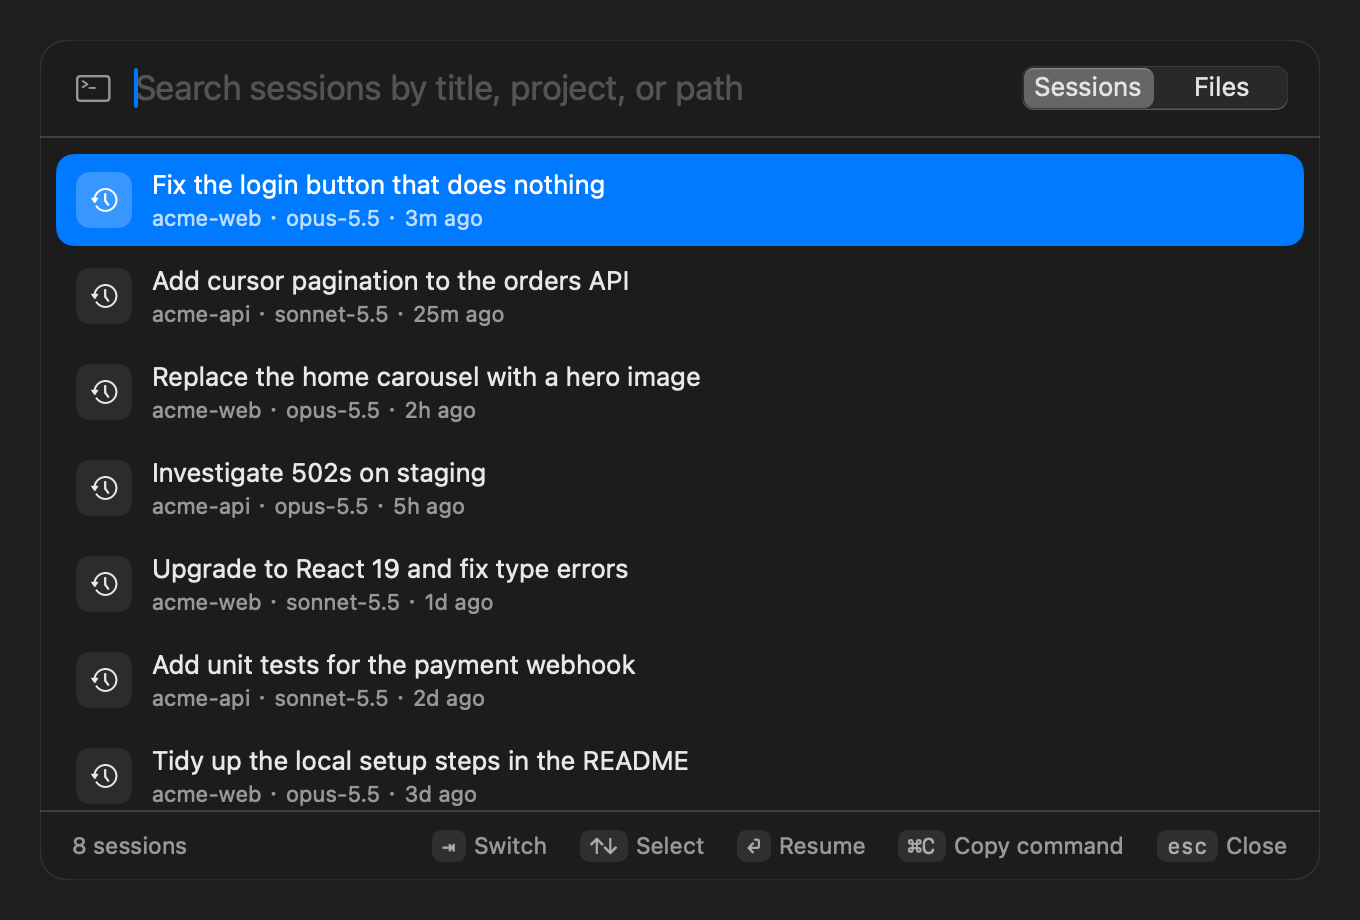 Search sessions by title, project, or path
Sessions Files
Fix the login button that does nothing
acme-web · opus-5.5 · 3m ago
Add cursor pagination to the orders API
acme-api · sonnet-5.5 · 25m ago
Replace the home carousel with a hero image
acme-web · opus-5.5 · 2h ago
Investigate 502s on staging
acme-api · opus-5.5 · 5h ago
Upgrade to React 19 and fix type errors
acme-web · sonnet-5.5 · 1d ago
Add unit tests for the payment webhook
acme-api · sonnet-5.5 · 2d ago
Tidy up the local setup steps in the README
acme-web · opus-5.5 · 3d ago
8 sessions ⇥ Switch ↑↓ Select ↩ Resume ⌘C Copy command esc Close